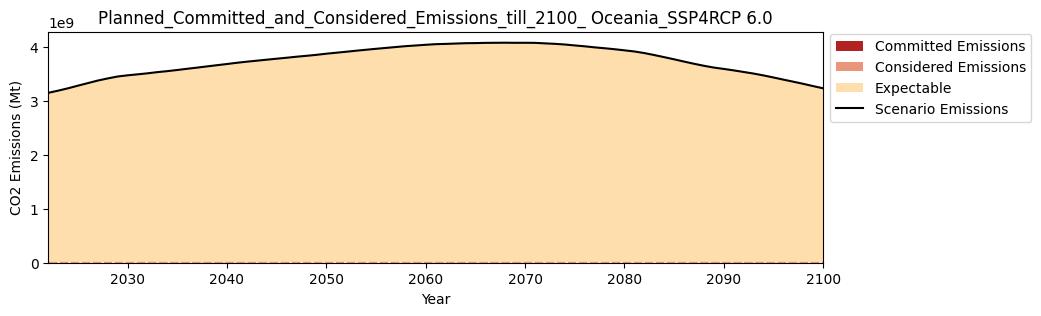 Planned_Committed_and_Considered_Emissions_till_2100_ Oceania_SSP4RCP 6.0
1e9
4
3
2
1
0
CO2 Emissions (Mt)
2030 2040 2050 2060 2070 2080 2090 2100
Year
Committed Emissions
Considered Emissions
Expectable
Scenario Emissions